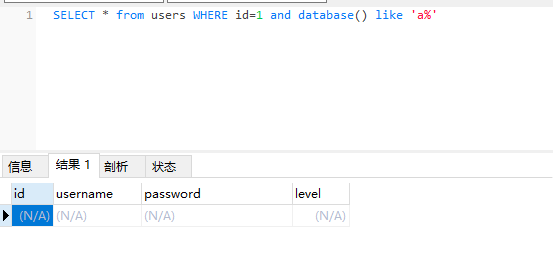 1 SELECT * from users WHERE id=1 and database() like 'a%'
信息 结果 1 剖析 状态
id username password level
(N/A) (N/A) (N/A) (N/A)